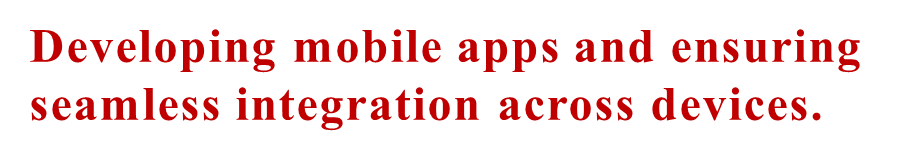 Developing mobile apps and ensuring
seamless integration across devices.